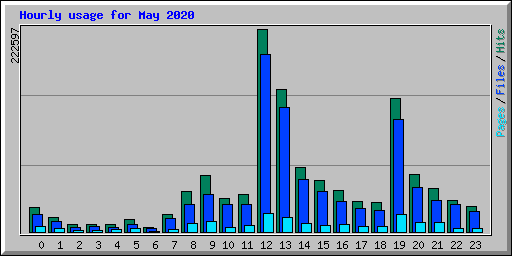 Hourly usage for May 2020
222597
Pages/Files/Hits
0 1 2 3 4 5 6 7 8 9 10 11 12 13 14 15 16 17 18 19 20 21 22 23